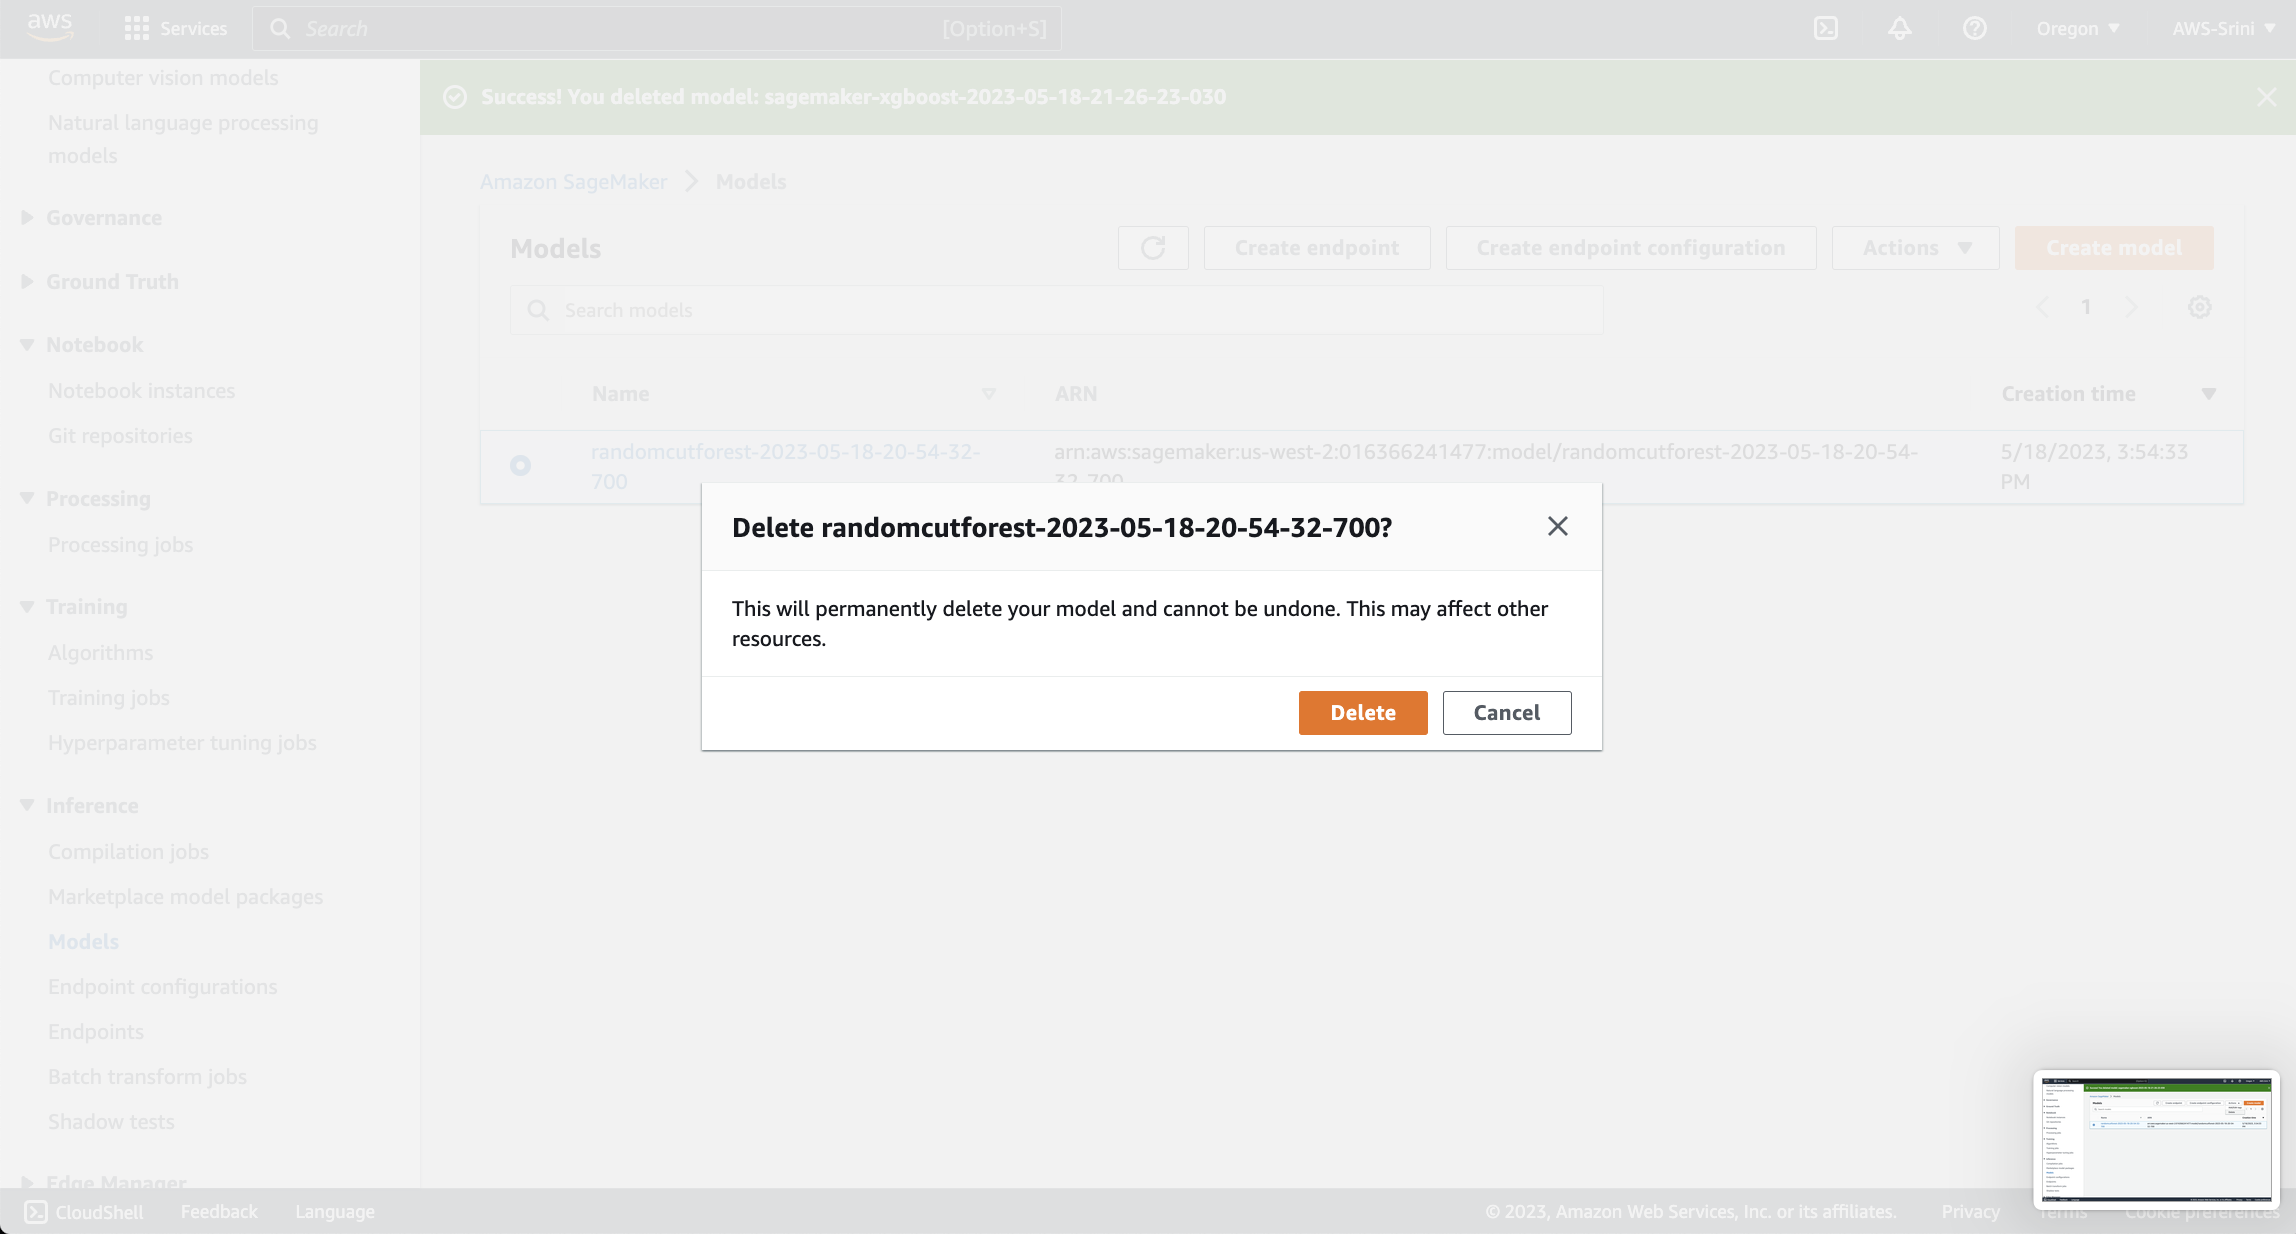 aws
Services
Search
[Option+S]
Oregon
AWS-Srini
Computer vision models
Natural language processing
models
Governance
Ground Truth
Notebook
Notebook instances
Git repositories
Processing
Processing jobs
Training
Algorithms
Training jobs
Hyperparameter tuning jobs
Inference
Compilation jobs
Marketplace model packages
Models
Endpoint configurations
Endpoints
Batch transform jobs
Shadow tests
Edge Manager
Success! You deleted model: sagemaker-xgboost-2023-05-18-21-26-23-030
Amazon SageMaker
Models
Models
Create endpoint
Create endpoint configuration
Actions
Create model
Search models
1
Name
ARN
Creation time
randomcutforest-2023-05-18-20-54-32-
700
arn:aws:sagemaker:us-west-2:016366241477:model/randomcutforest-2023-05-18-20-54-
32-700
5/18/2023, 3:54:33
PM
Delete randomcutforest-2023-05-18-20-54-32-700?
This will permanently delete your model and cannot be undone. This may affect other
resources.
Delete
Cancel
CloudShell
Feedback
Language
© 2023, Amazon Web Services, Inc. or its affiliates.
Privacy
Terms
Cookie preferences